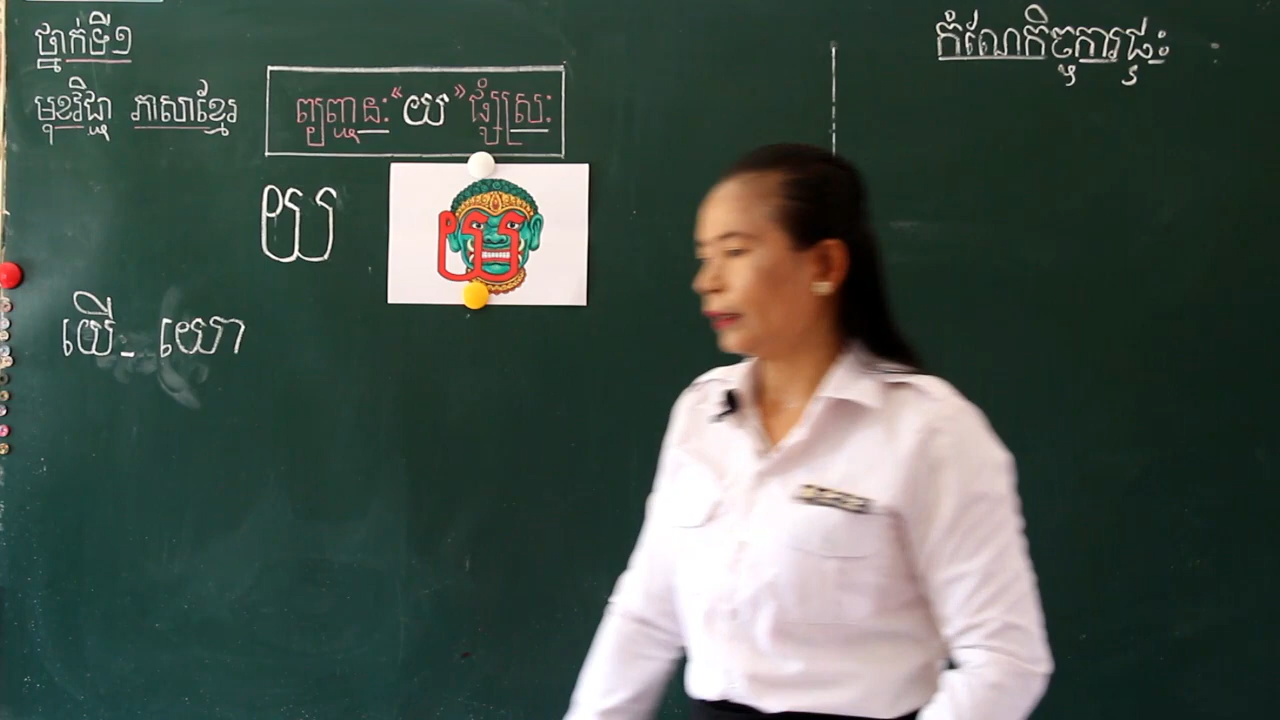 ថ្នាក់ទី១
មុខវិជ្ជា ភាសាខ្មែរ
ព្យញ្ជនៈ "យ" ផ្សំស្រៈ
យ
យ
យើ - យោ
កំណែកិច្ចការផ្ទះ